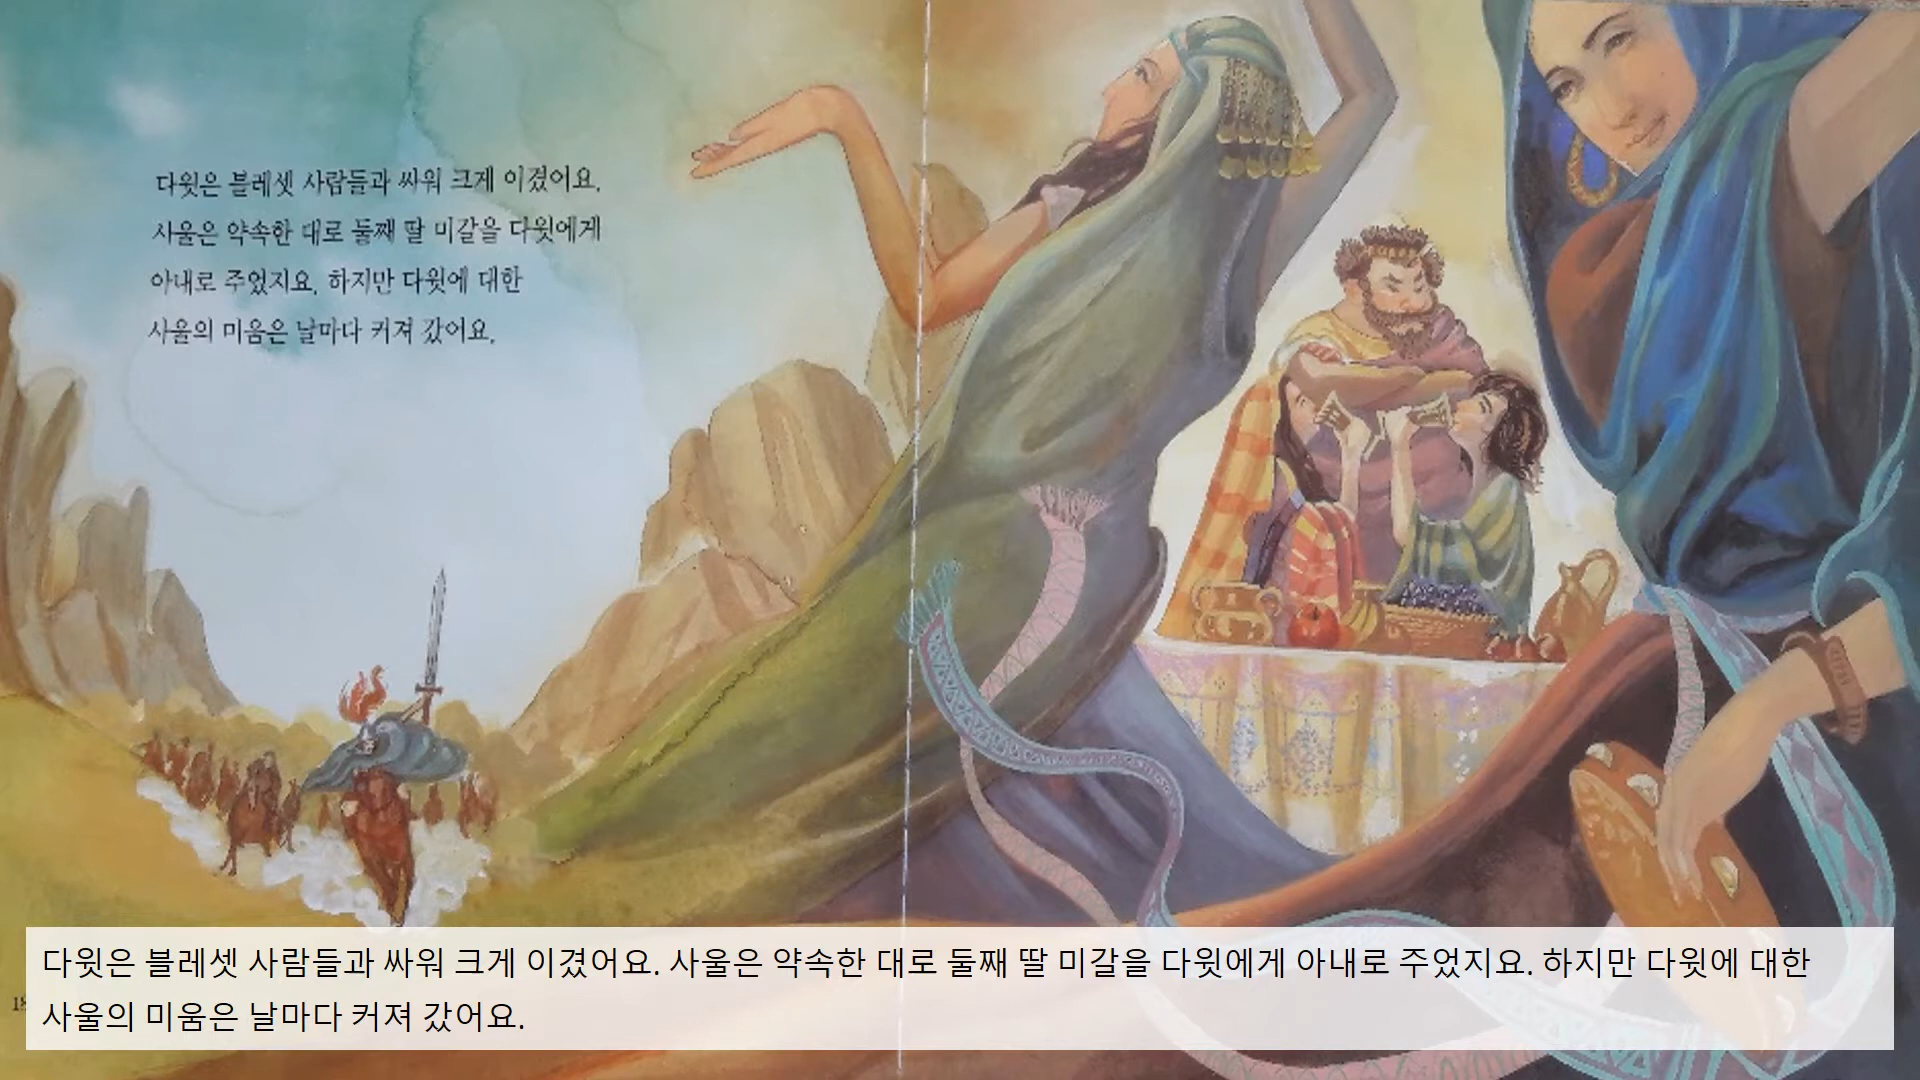 다윗은 블레셋 사람들과 싸워 크게 이겼어요.
사울은 약속한 대로 둘째 딸 미갈을 다윗에게
아내로 주었지요. 하지만 다윗에 대한
사울의 미움은 날마다 커져 갔어요.
다윗은 블레셋 사람들과 싸워 크게 이겼어요. 사울은 약속한 대로 둘째 딸 미갈을 다윗에게 아내로 주었지요. 하지만 다윗에 대한
사울의 미움은 날마다 커져 갔어요.